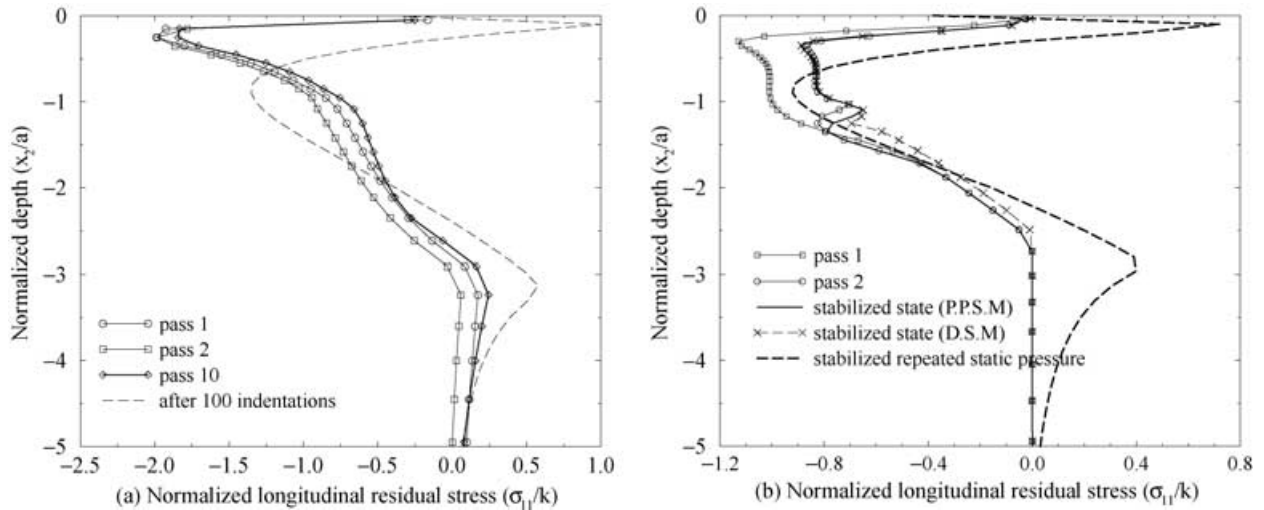 0
−1
−2
−3
−4
−5
−2.5 −2.0 −1.5 −1.0 −0.5 0.0 0.5 1.0
Normalized depth (x₂/a)
pass 1
pass 2
pass 10
after 100 indentations
(a) Normalized longitudinal residual stress (σ₁₁/k)
0
−1
−2
−3
−4
−5
−1.2 −0.8 −0.4 0.0 0.4 0.8
Normalized depth (x₂/a)
pass 1
pass 2
stabilized state (P.P.S.M)
stabilized state (D.S.M)
stabilized repeated static pressure
(b) Normalized longitudinal residual stress (σ₁₁/k)